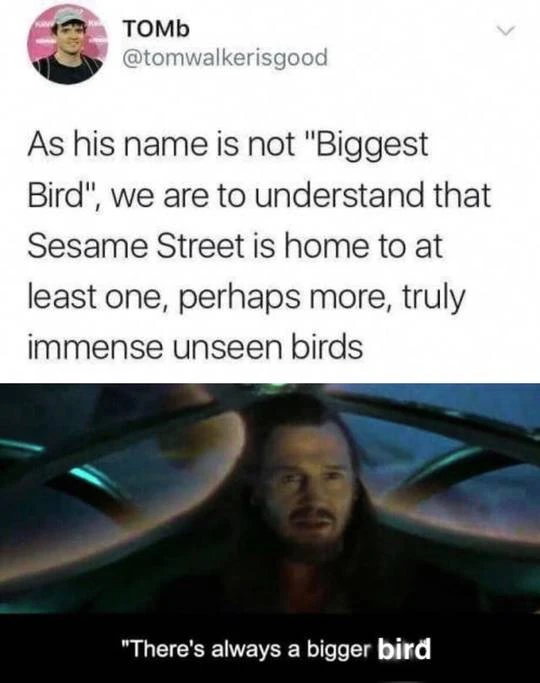 TOMb
@tomwalkerisgood
As his name is not "Biggest
Bird", we are to understand that
Sesame Street is home to at
least one, perhaps more, truly
immense unseen birds
"There's always a bigger bird